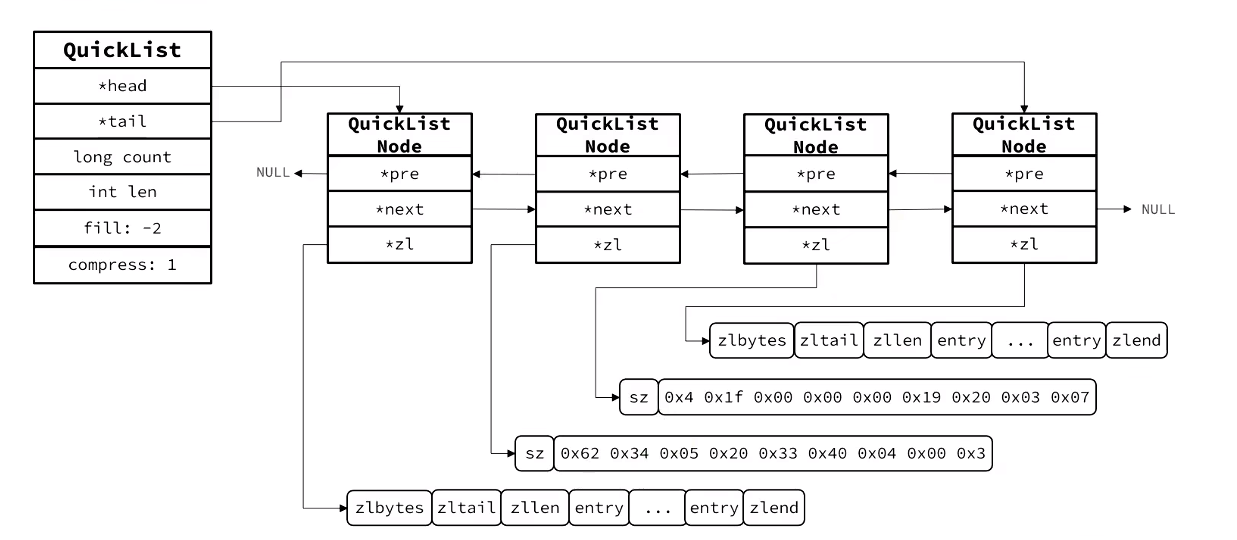 QuickList
*head
*tail
long count
int len
fill: -2
compress: 1
NULL
QuickList
Node
*pre
*next
*zl
QuickList
Node
*pre
*next
*zl
QuickList
Node
*pre
*next
*zl
QuickList
Node
*pre
*next
*zl
NULL
zlbytes zltail zllen entry ... entry zlend
sz 0x4 0x1f 0x00 0x00 0x00 0x19 0x20 0x03 0x07
sz 0x62 0x34 0x05 0x20 0x33 0x40 0x04 0x00 0x3
zlbytes zltail zllen entry ... entry zlend